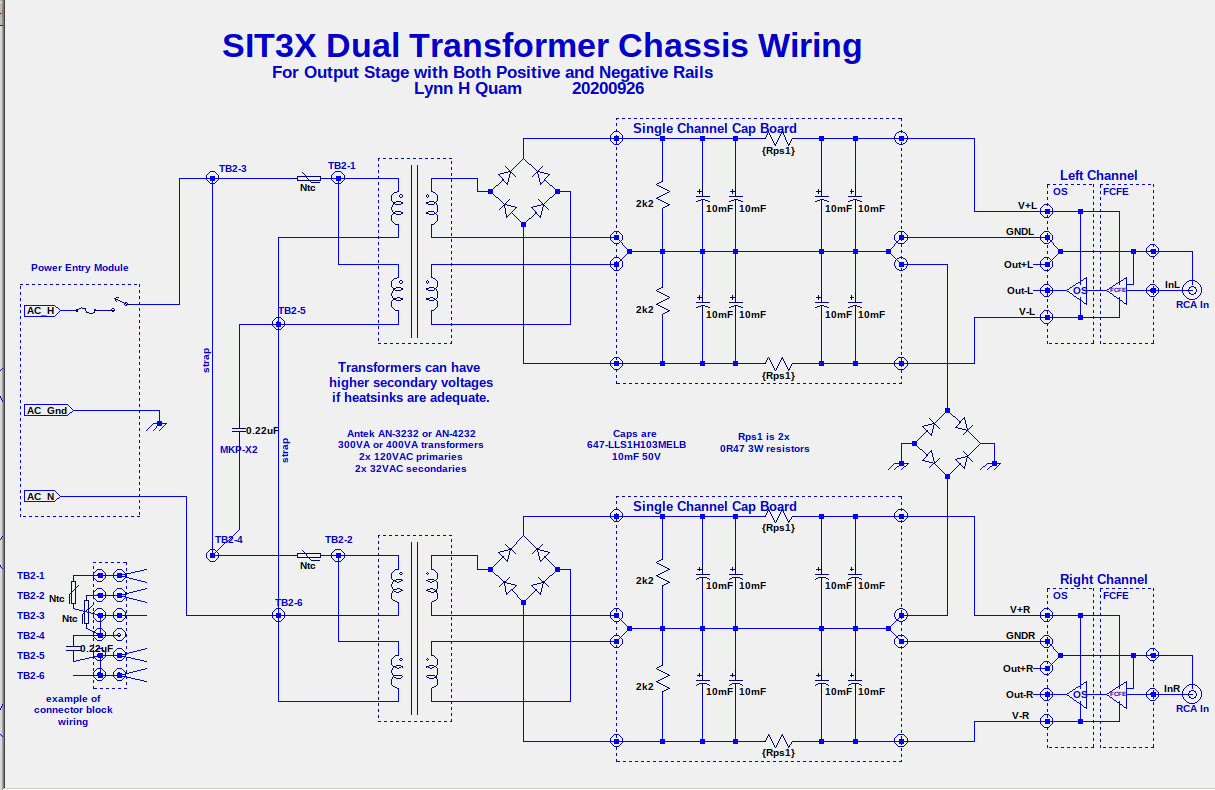 SIT3X Dual Transformer Chassis Wiring
For Output Stage with Both Positive and Negative Rails
Lynn H Quam 20200926
Single Channel Cap Board
{Rps1}
TB2-3
TB2-1
Ntc
2k2
10mF 10mF
10mF 10mF
Left Channel
OS
FCFE
V+L
GNDL
Out+L
Out-L
V-L
OS
FCFE
InL
RCA In
Power Entry Module
AC_H
TB2-5
2k2
10mF 10mF
10mF 10mF
{Rps1}
strap
Transformers can have
higher secondary voltages
if heatsinks are adequate.
AC_Gnd
0.22uF
MKP-X2
strap
Antek AN-3232 or AN-4232
300VA or 400VA transformers
2x 120VAC primaries
2x 32VAC secondaries
Caps are
647-LLS1H103MELB
10mF 50V
Rps1 is 2x
0R47 3W resistors
AC_N
Single Channel Cap Board
{Rps1}
TB2-4
TB2-2
Ntc
2k2
10mF 10mF
10mF 10mF
Right Channel
OS
FCFE
V+R
GNDR
Out+R
Out-R
V-R
OS
FCFE
InR
RCA In
TB2-6
2k2
10mF 10mF
10mF 10mF
{Rps1}
TB2-1
TB2-2
Ntc
TB2-3
Ntc
TB2-4
0.22uF
TB2-5
TB2-6
example of
connector block
wiring